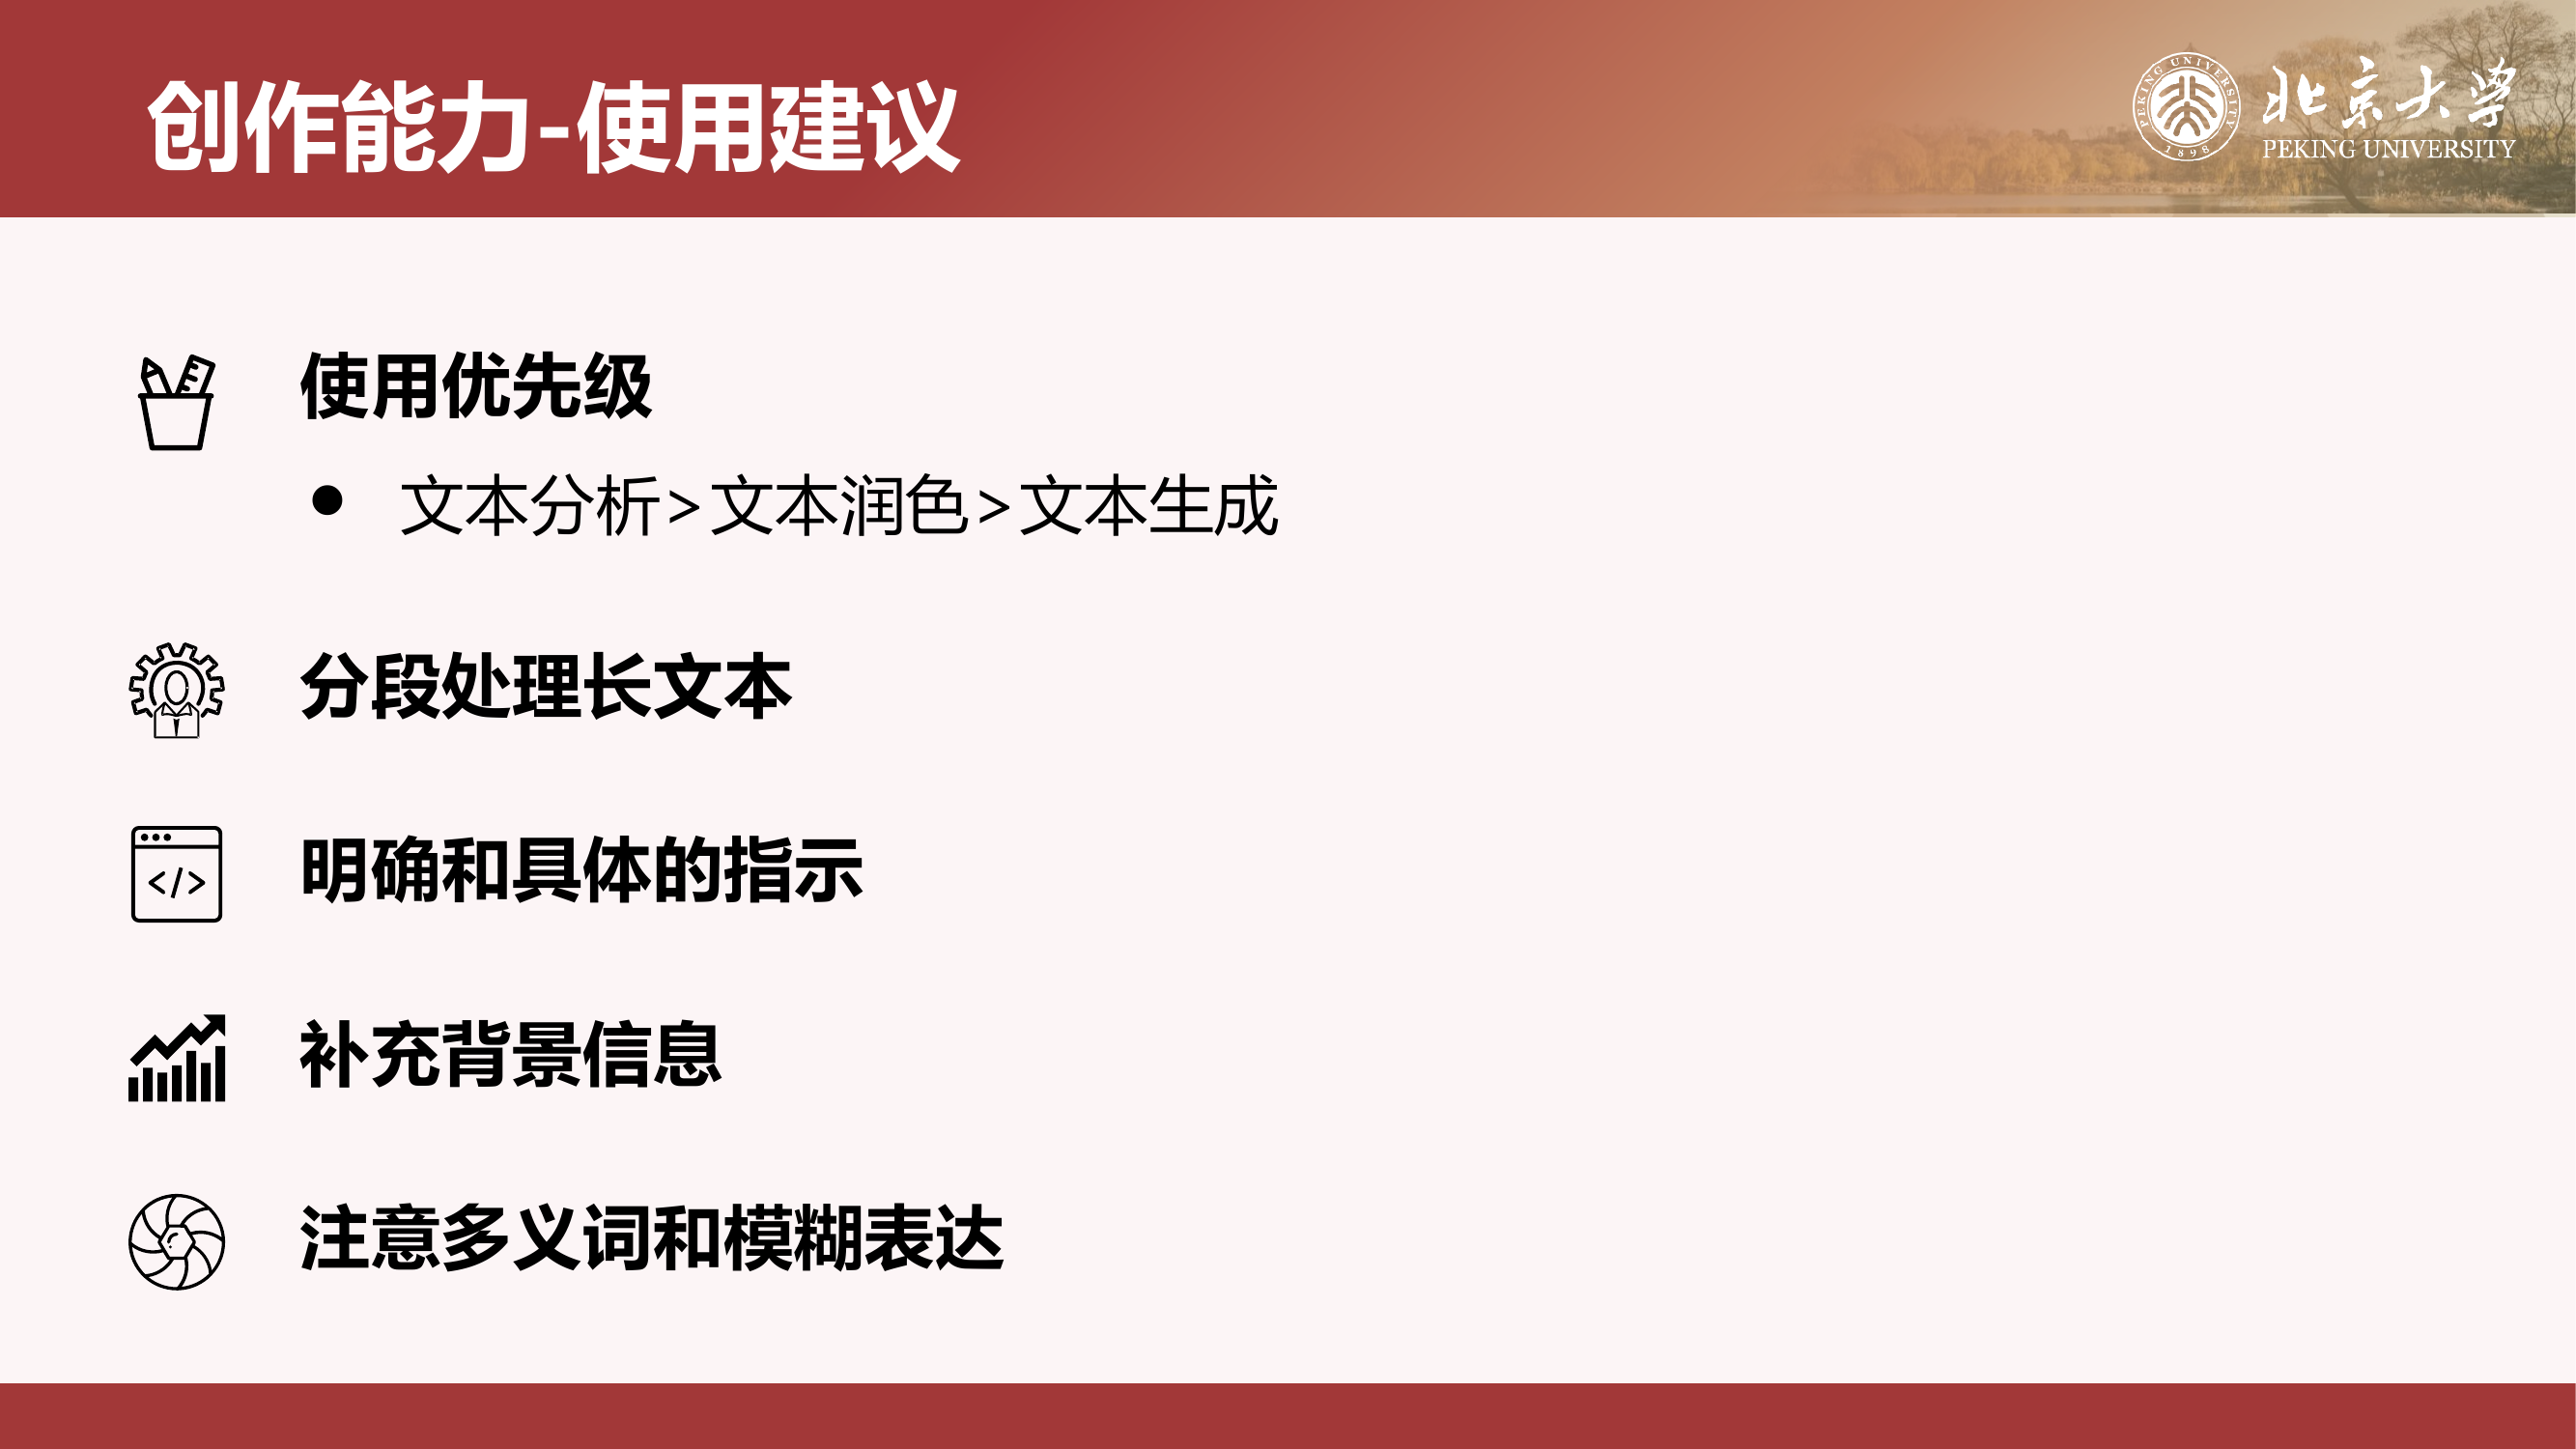 创作能力-使用建议
PEKING UNIVERSITY
1898
北京大学
PEKING UNIVERSITY
使用优先级
● 文本分析>文本润色>文本生成
分段处理长文本
</>
明确和具体的指示
补充背景信息
注意多义词和模糊表达